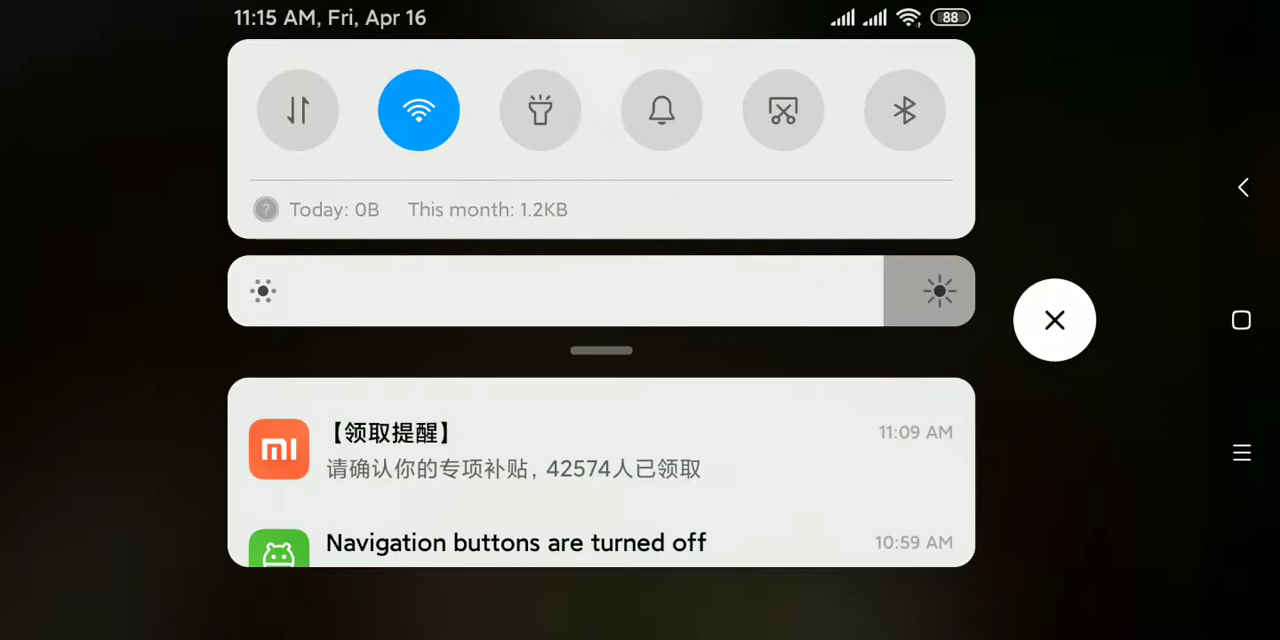 11:15 AM, Fri, Apr 16
88
Today: 0B This month: 1.2KB
【领取提醒】
11:09 AM
请确认你的专项补贴，42574人已领取
Navigation buttons are turned off
10:59 AM